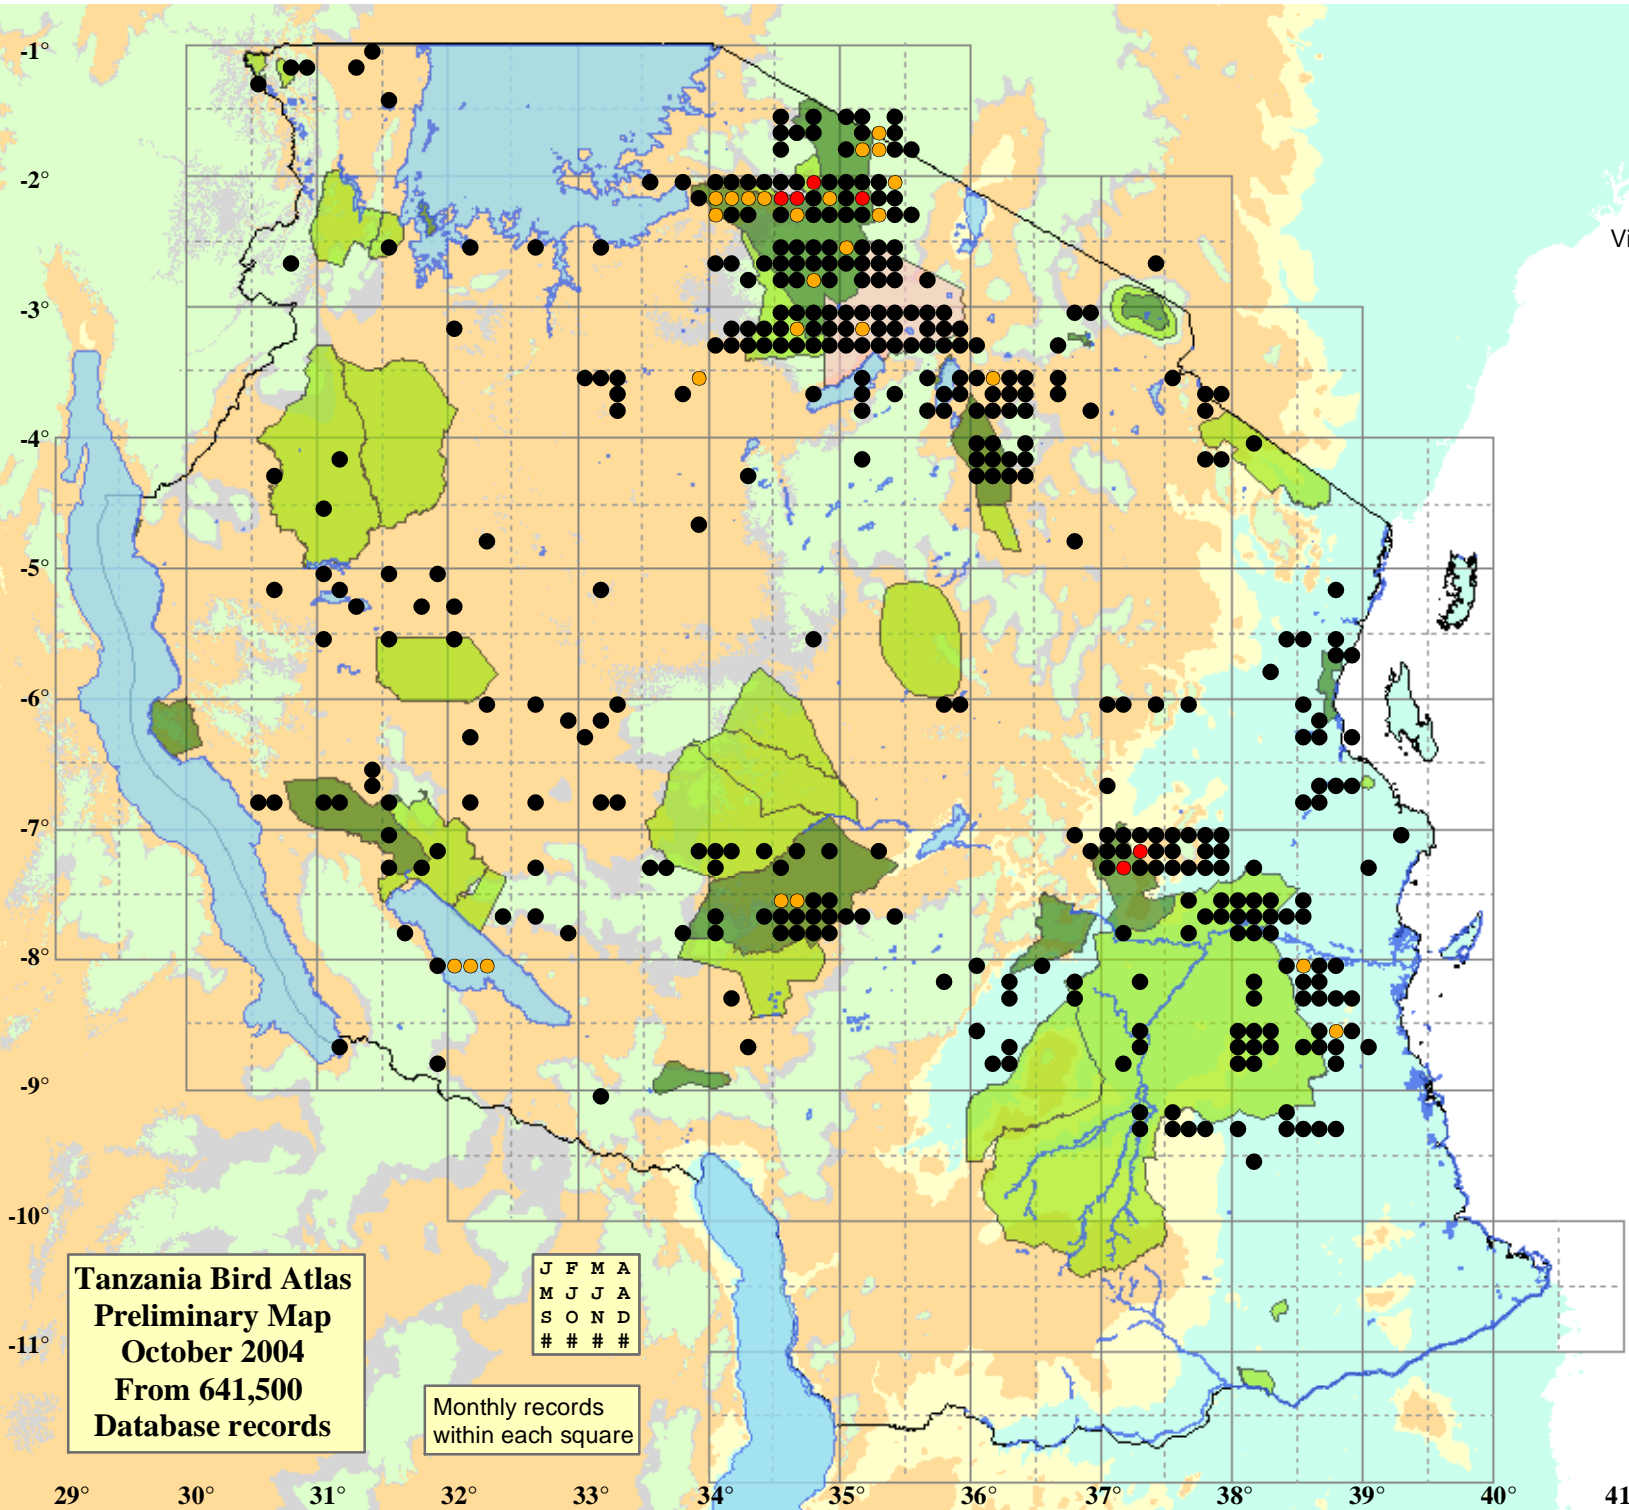 -1°
Vi
-2°
-3°
-4°
-5°
-6°
-7°
-8°
-9°
-10°
-11°
Tanzania Bird Atlas
Preliminary Map
October 2004
From 641,500
Database records
J F M A
M J J A
S O N D
# # # #
Monthly records
within each square
29° 30° 31° 32° 33° 34° 35° 36° 37° 38° 39° 40° 41